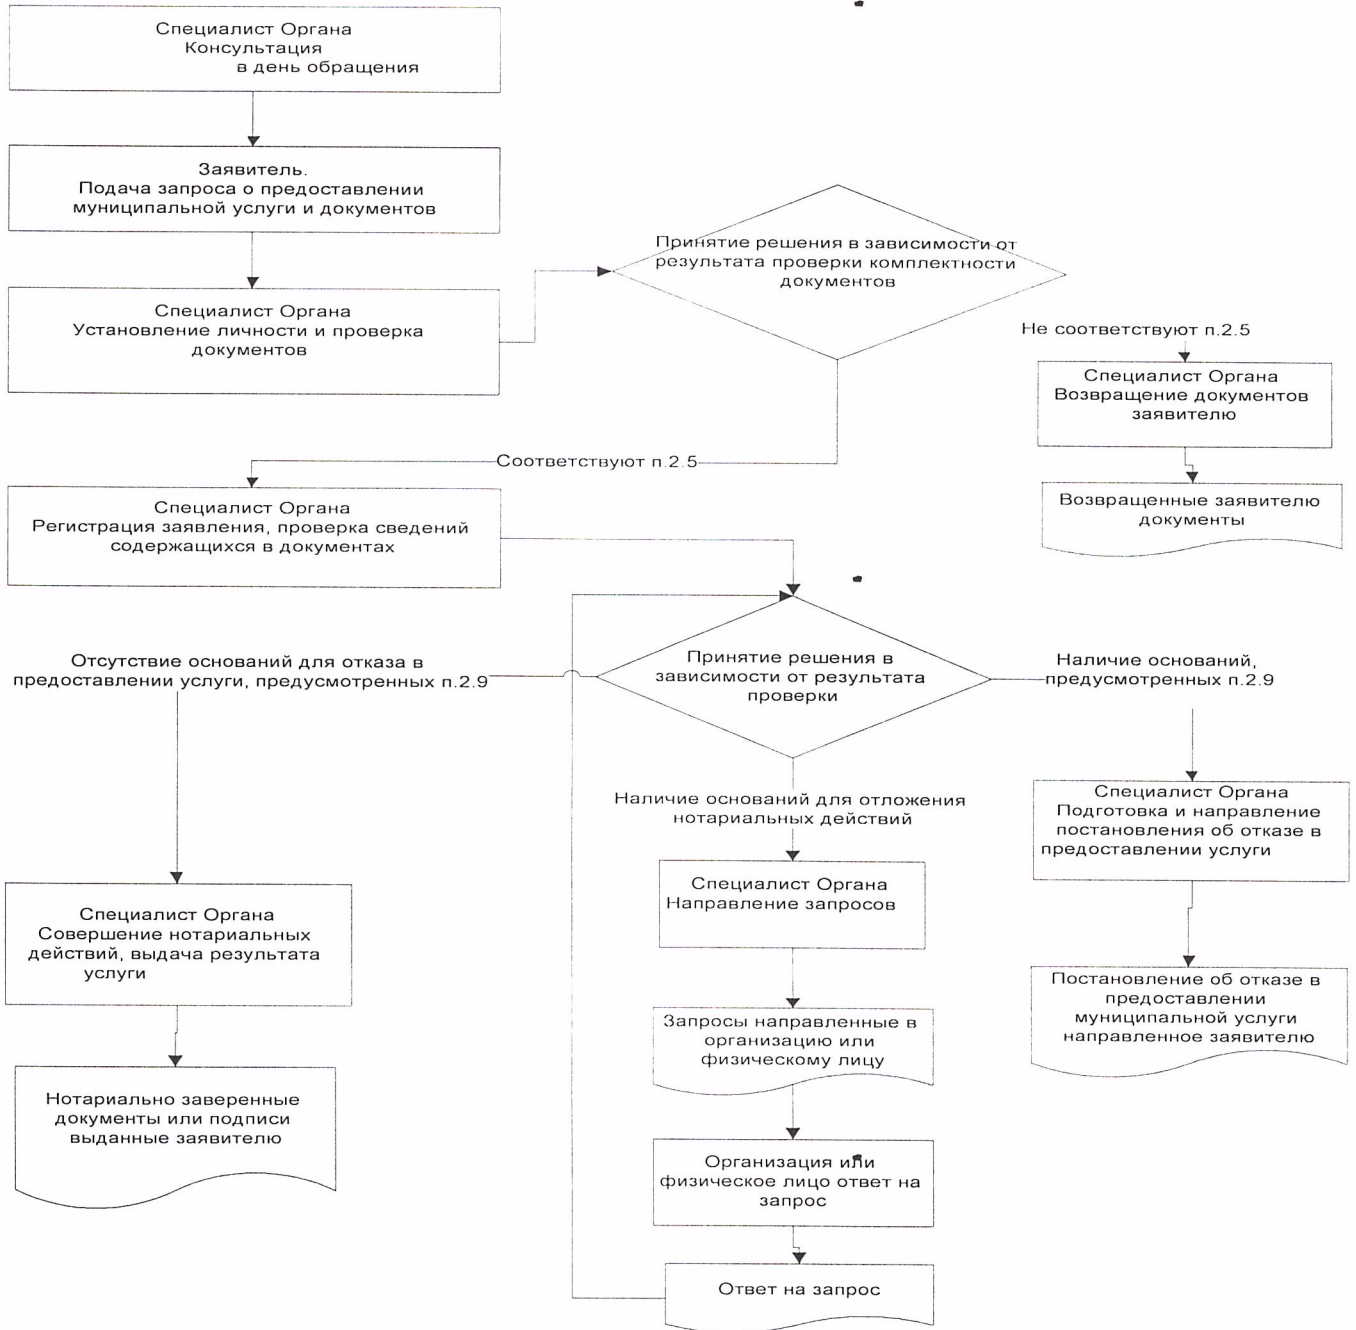 Специалист Органа
Консультация
в день обращения
Заявитель.
Подача запроса о предоставлении
муниципальной услуги и документов
Специалист Органа
Установление личности и проверка
документов
Принятие решения в зависимости от
результата проверки комплектности
документов
Не соответствуют п.2.5
Специалист Органа
Возвращение документов
заявителю
Возвращенные заявителю
документы
Соответствуют п.2.5
Специалист Органа
Регистрация заявления, проверка сведений
содержащихся в документах
Принятие решения в
зависимости от результата
проверки
Отсутствие оснований для отказа в
предоставлении услуги, предусмотренных п.2.9
Наличие оснований,
предусмотренных п.2.9
Наличие оснований для отложения
нотариальных действий
Специалист Органа
Подготовка и направление
постановления об отказе в
предоставлении услуги
Специалист Органа
Направление запросов
Специалист Органа
Совершение нотариальных
действий, выдача результата
услуги
Постановление об отказе в
предоставлении
муниципальной услуги
направленное заявителю
Запросы направленные в
организацию или
физическому лицу
Нотариально заверенные
документы или подписи
выданные заявителю
Организация или
физическое лицо ответ на
запрос
Ответ на запрос